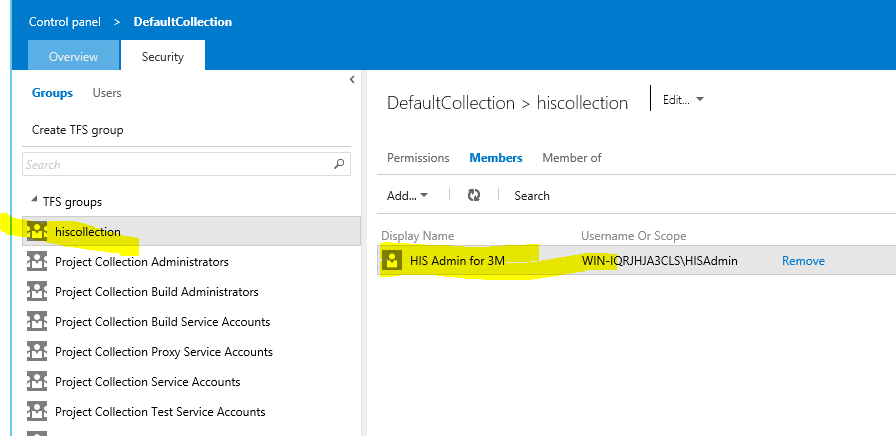 Control panel > DefaultCollection
Overview Security
<
Groups Users
Create TFS group
Search
TFS groups
hiscollection
Project Collection Administrators
Project Collection Build Administrators
Project Collection Build Service Accounts
Project Collection Proxy Service Accounts
Project Collection Service Accounts
Project Collection Test Service Accounts
DefaultCollection > hiscollection Edit...
Permissions Members Member of
Add... Search
Display Name Username Or Scope
HIS Admin for 3M WIN-IQRJHJA3CLS\HISAdmin Remove